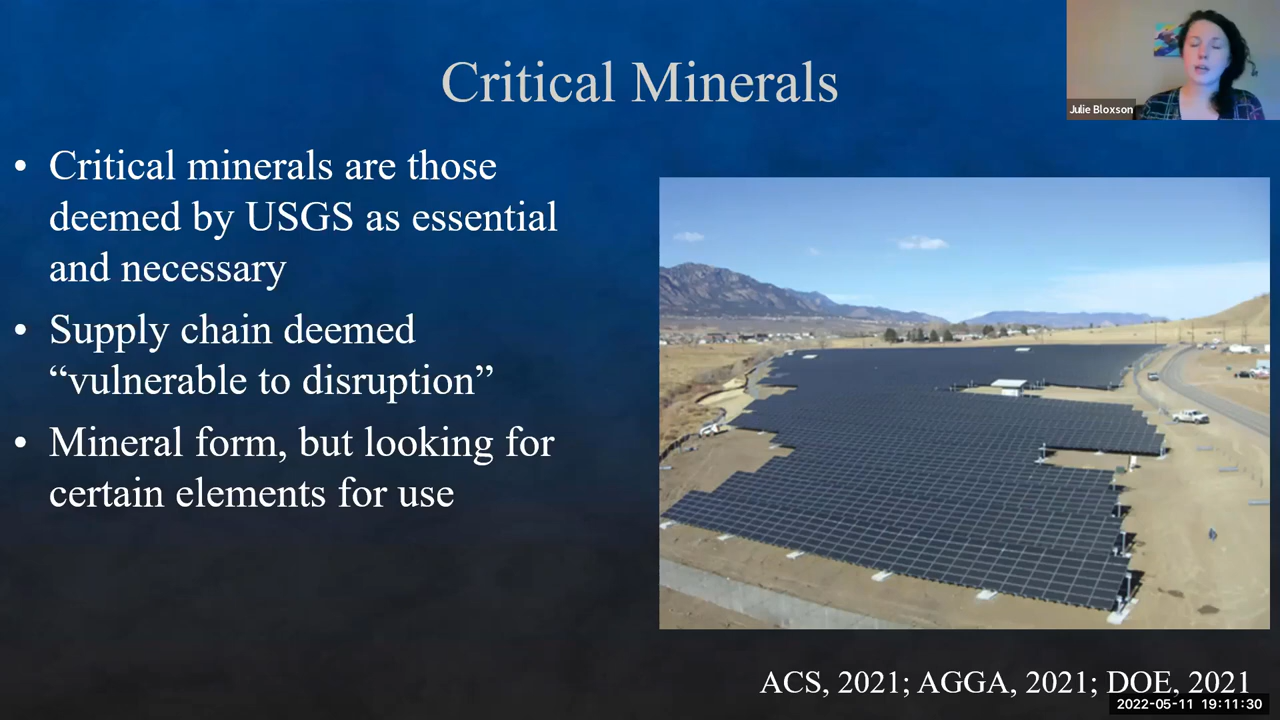 Critical Minerals
Julie Bloxson
• Critical minerals are those
deemed by USGS as essential
and necessary
• Supply chain deemed
“vulnerable to disruption”
• Mineral form, but looking for
certain elements for use
ACS, 2021; AGGA, 2021; DOE, 2021
2022-05-11 19:11:30